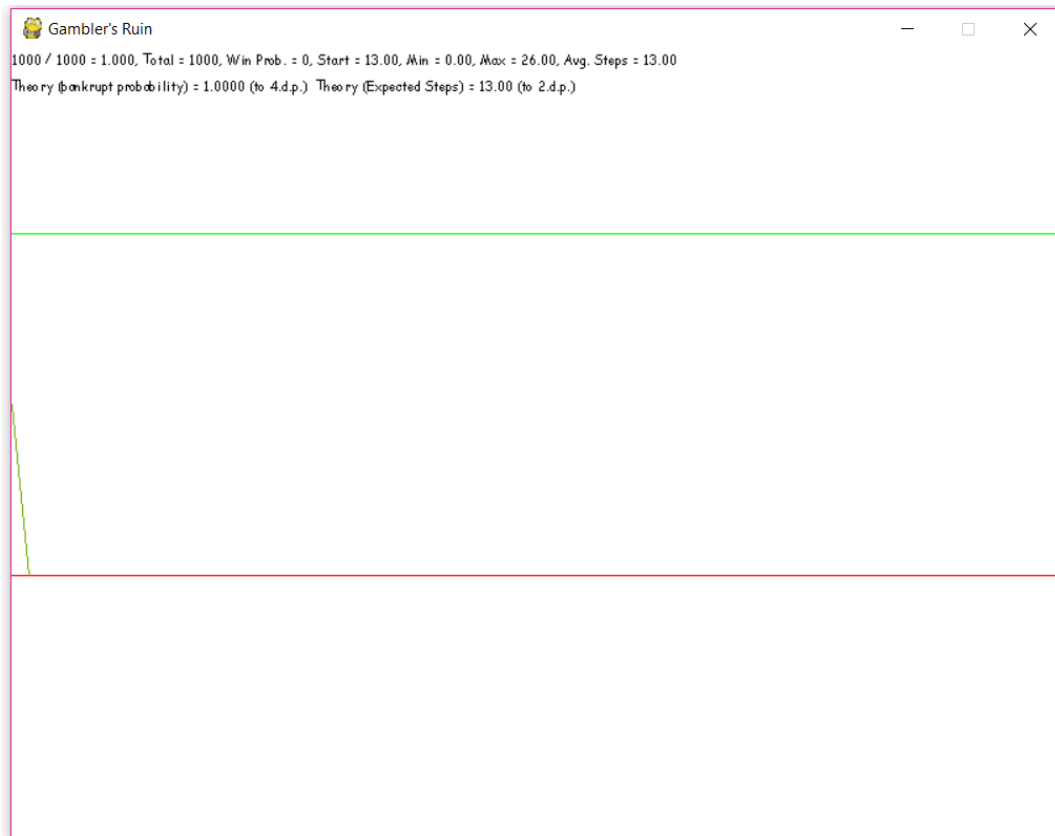 Gambler's Ruin
1000 / 1000 = 1.000, Total = 1000, Win Prob. = 0, Start = 13.00, Min = 0.00, Max = 26.00, Avg. Steps = 13.00
Theory (bankrupt probability) = 1.0000 (to 4.d.p.) Theory (Expected Steps) = 13.00 (to 2.d.p.)